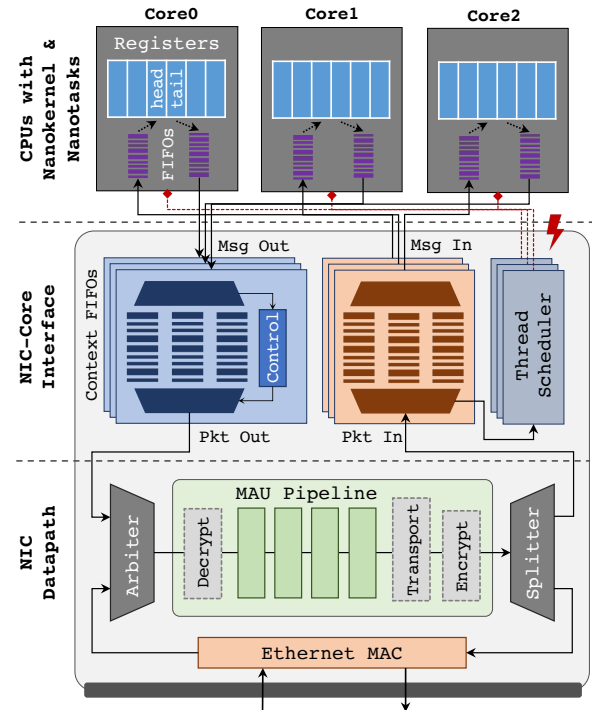 Core0
Core1
Core2
CPUs with
Nanokernel &
Nanotasks
Registers
head
tail
FIFOs
NIC-Core
Interface
Msg Out
Msg In
Context FIFOs
Control
Thread
Scheduler
Pkt Out
Pkt In
NIC
Datapath
MAU Pipeline
Arbiter
Decrypt
Transport
Encrypt
Splitter
Ethernet MAC